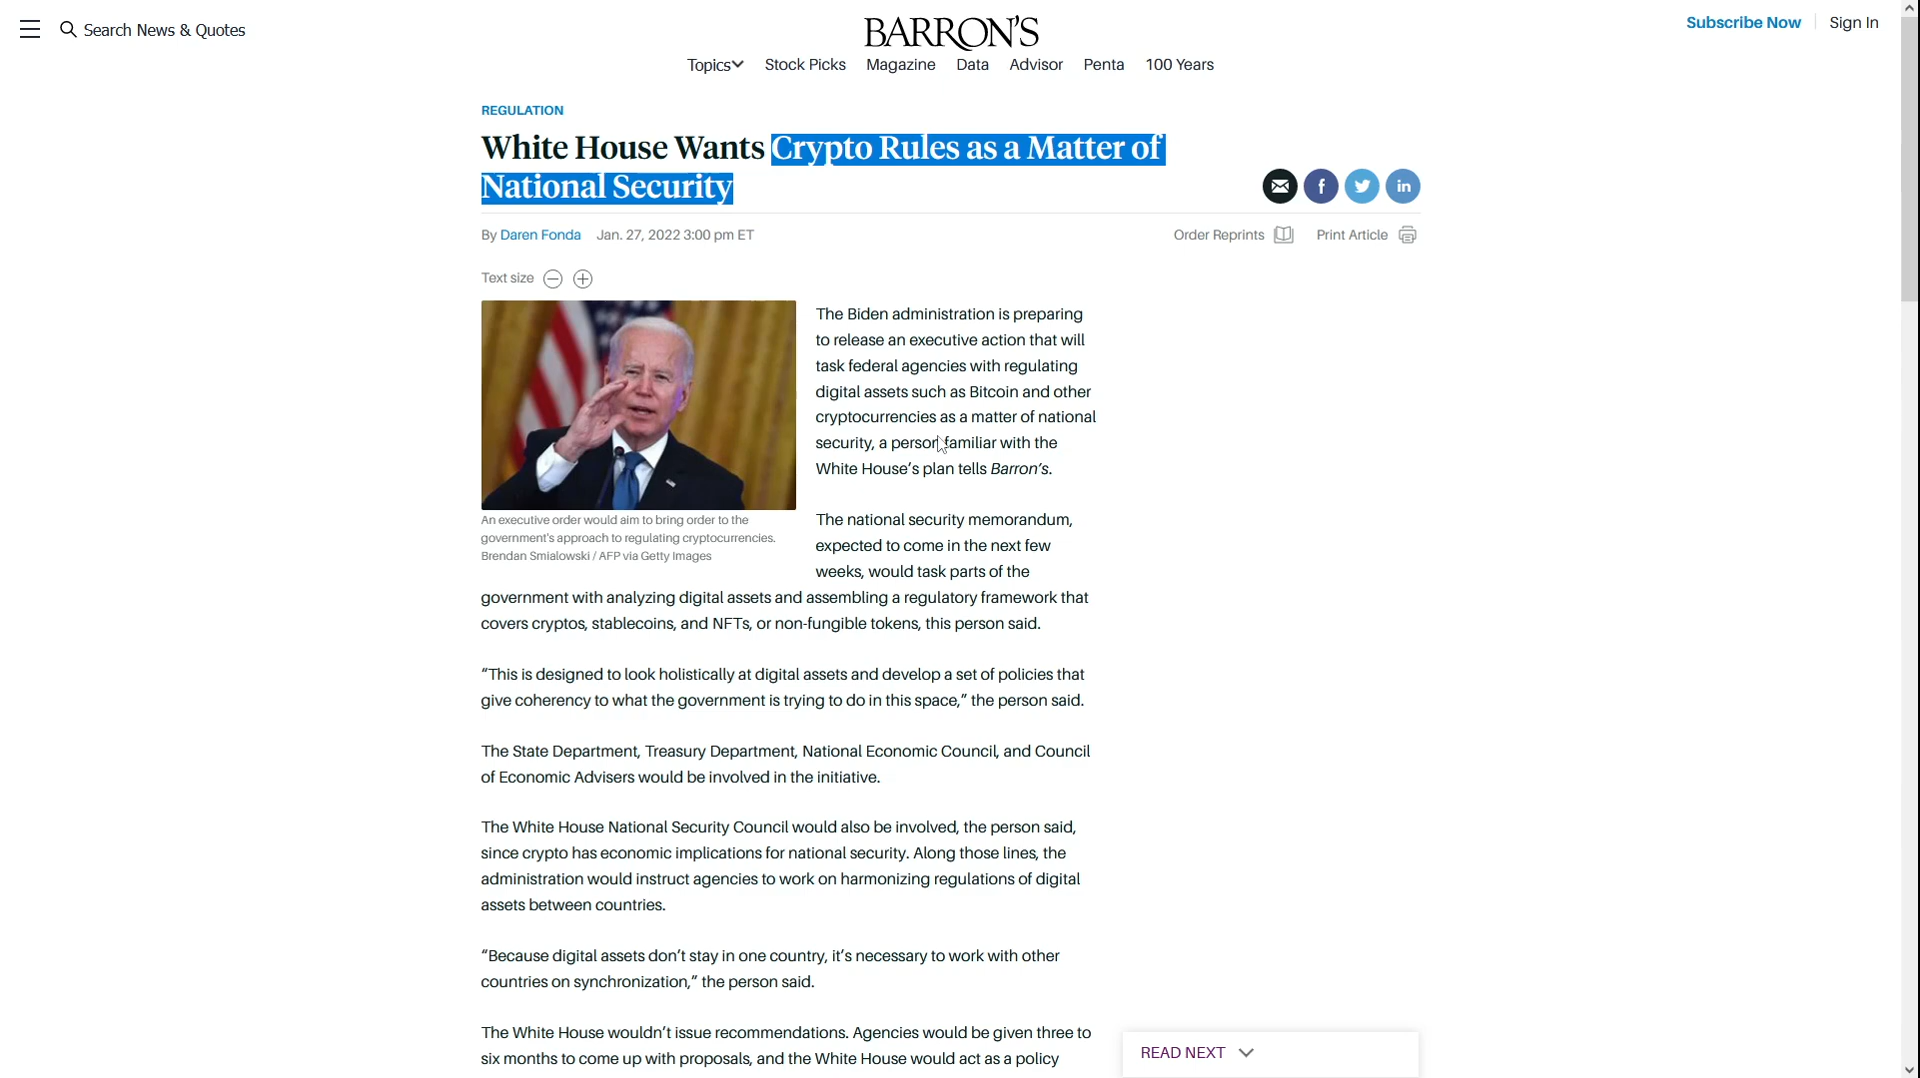 Search News & Quotes
BARRON'S
Subscribe Now
Sign In
Topics
Stock Picks
Magazine
Data
Advisor
Penta
100 Years
REGULATION
White House Wants Crypto Rules as a Matter of
National Security
By Daren Fonda Jan. 27, 2022 3:00 pm ET
Order Reprints
Print Article
Text size
The Biden administration is preparing
to release an executive action that will
task federal agencies with regulating
digital assets such as Bitcoin and other
cryptocurrencies as a matter of national
security, a person familiar with the
White House’s plan tells Barron’s.
An executive order would aim to bring order to the
government's approach to regulating cryptocurrencies.
Brendan Smialowski / AFP via Getty Images
The national security memorandum,
expected to come in the next few
weeks, would task parts of the
government with analyzing digital assets and assembling a regulatory framework that
covers cryptos, stablecoins, and NFTs, or non-fungible tokens, this person said.
“This is designed to look holistically at digital assets and develop a set of policies that
give coherency to what the government is trying to do in this space,” the person said.
The State Department, Treasury Department, National Economic Council, and Council
of Economic Advisers would be involved in the initiative.
The White House National Security Council would also be involved, the person said,
since crypto has economic implications for national security. Along those lines, the
administration would instruct agencies to work on harmonizing regulations of digital
assets between countries.
“Because digital assets don’t stay in one country, it’s necessary to work with other
countries on synchronization,” the person said.
The White House wouldn’t issue recommendations. Agencies would be given three to
six months to come up with proposals, and the White House would act as a policy
READ NEXT